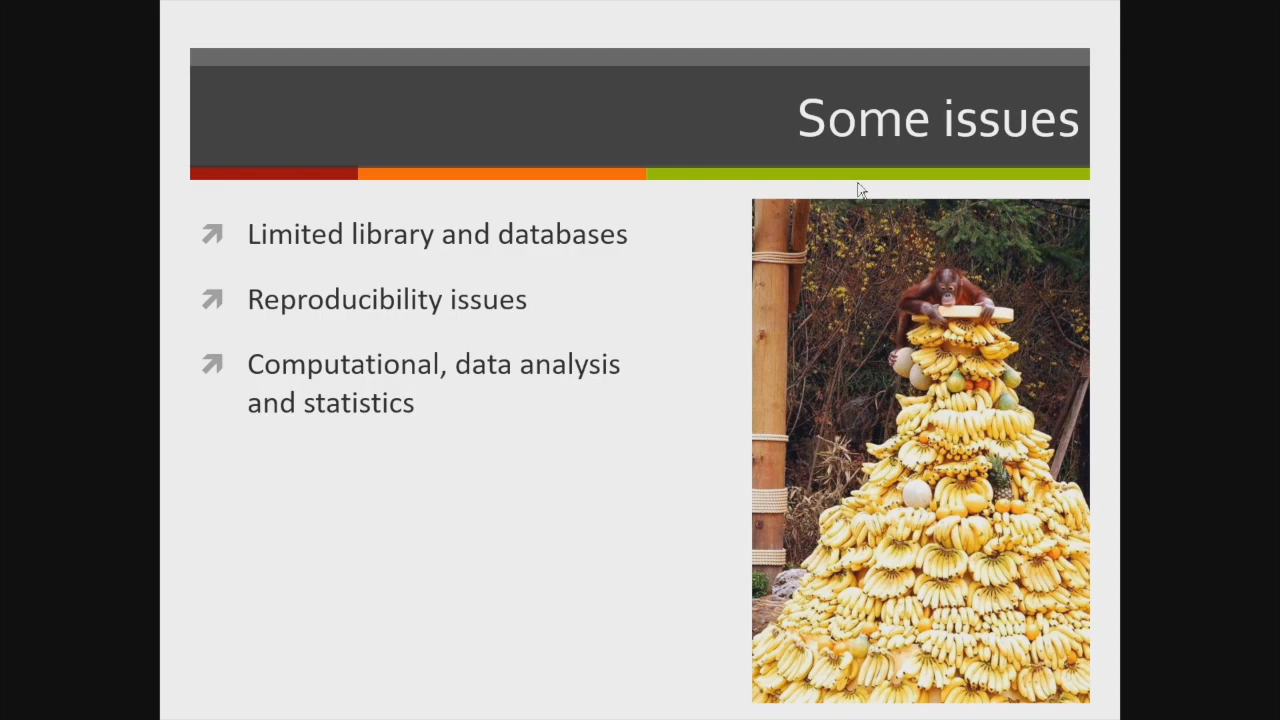 Some issues
Limited library and databases
Reproducibility issues
Computational, data analysis
and statistics